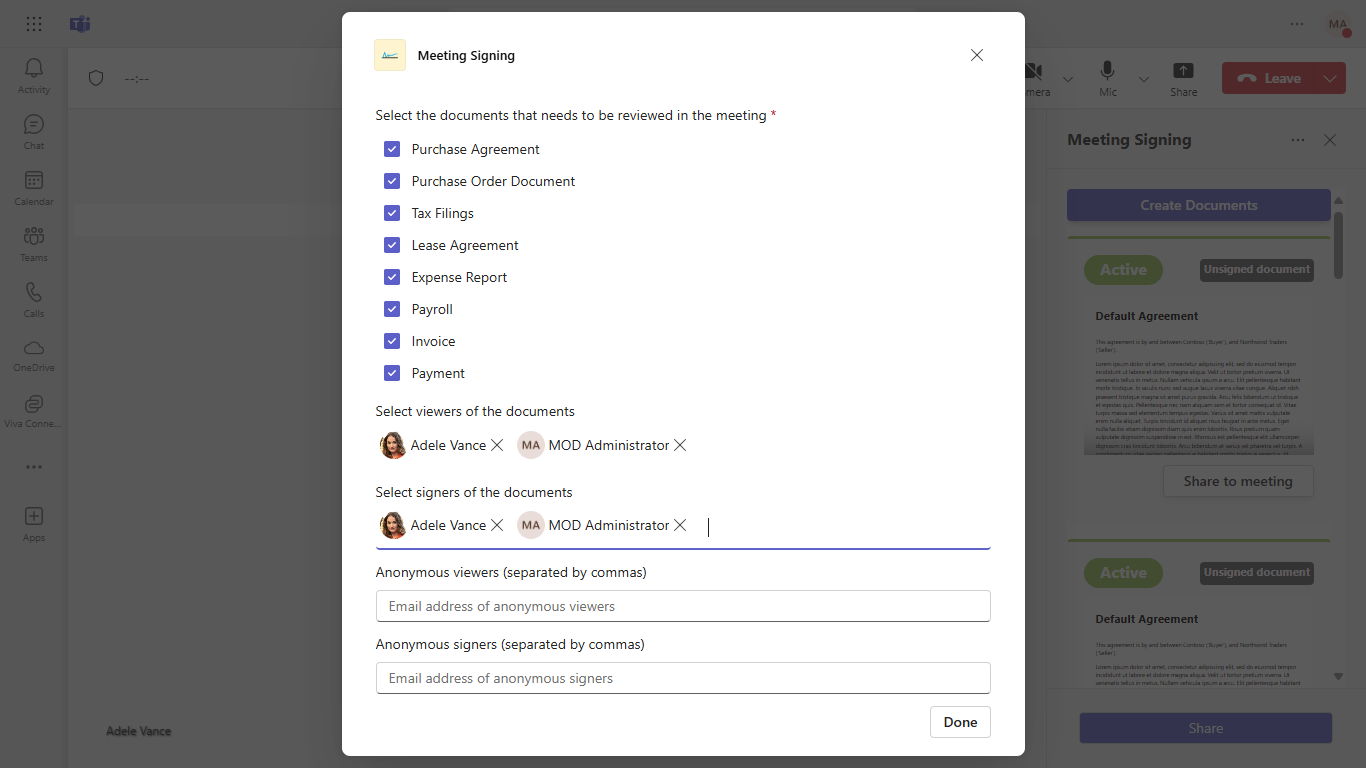 MA
Activity
Chat
Calendar
Teams
Calls
OneDrive
Viva Conne...
Apps
--:--
mera
Mic
Share
Leave
Meeting Signing
Select the documents that needs to be reviewed in the meeting *
Purchase Agreement
Purchase Order Document
Tax Filings
Lease Agreement
Expense Report
Payroll
Invoice
Payment
Select viewers of the documents
Adele Vance
MA MOD Administrator
Select signers of the documents
Adele Vance
MA MOD Administrator
Anonymous viewers (separated by commas)
Email address of anonymous viewers
Anonymous signers (separated by commas)
Email address of anonymous signers
Done
Adele Vance
Meeting Signing
Create Documents
Active
Unsigned document
Default Agreement
This agreement is by and between Contoso ('Buyer'), and Northwind Traders
('Seller').
Share to meeting
Active
Unsigned document
Default Agreement
This agreement is by and between Contoso ('Buyer'), and Northwind Traders
('Seller').
Share